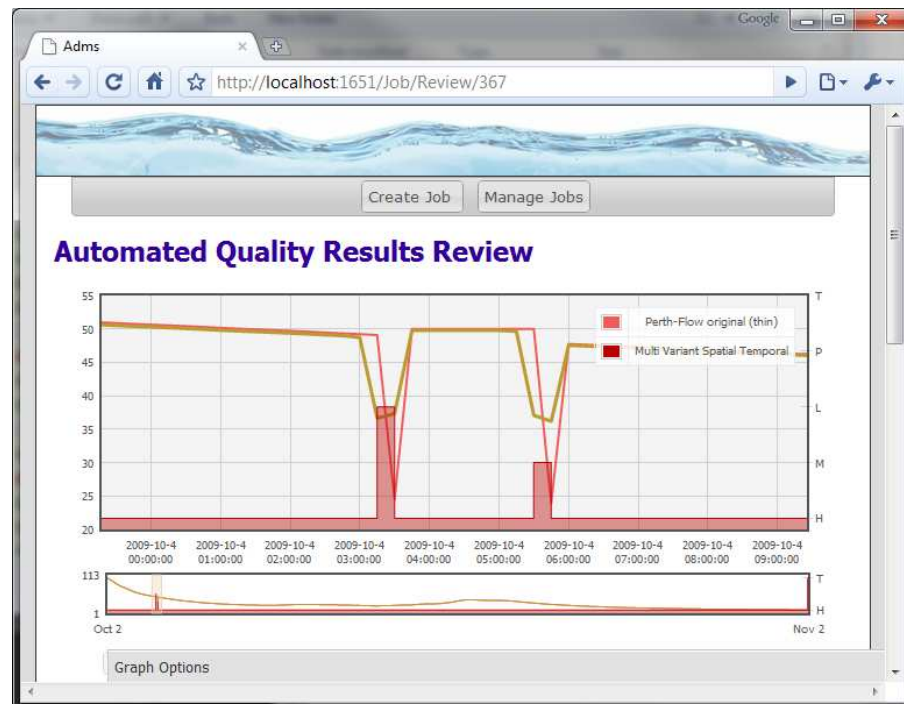 Google
Adms
http://localhost:1651/Job/Review/367
Create Job
Manage Jobs
Automated Quality Results Review
55
50
45
40
35
30
25
20
T
P
L
M
H
Perth-Flow original (thin)
Multi Variant Spatial Temporal
2009-10-4 2009-10-4 2009-10-4 2009-10-4 2009-10-4 2009-10-4 2009-10-4 2009-10-4 2009-10-4 2009-10-4
00:00:00 01:00:00 02:00:00 03:00:00 04:00:00 05:00:00 06:00:00 07:00:00 08:00:00 09:00:00
113
1
T
H
Oct 2
Nov 2
Graph Options